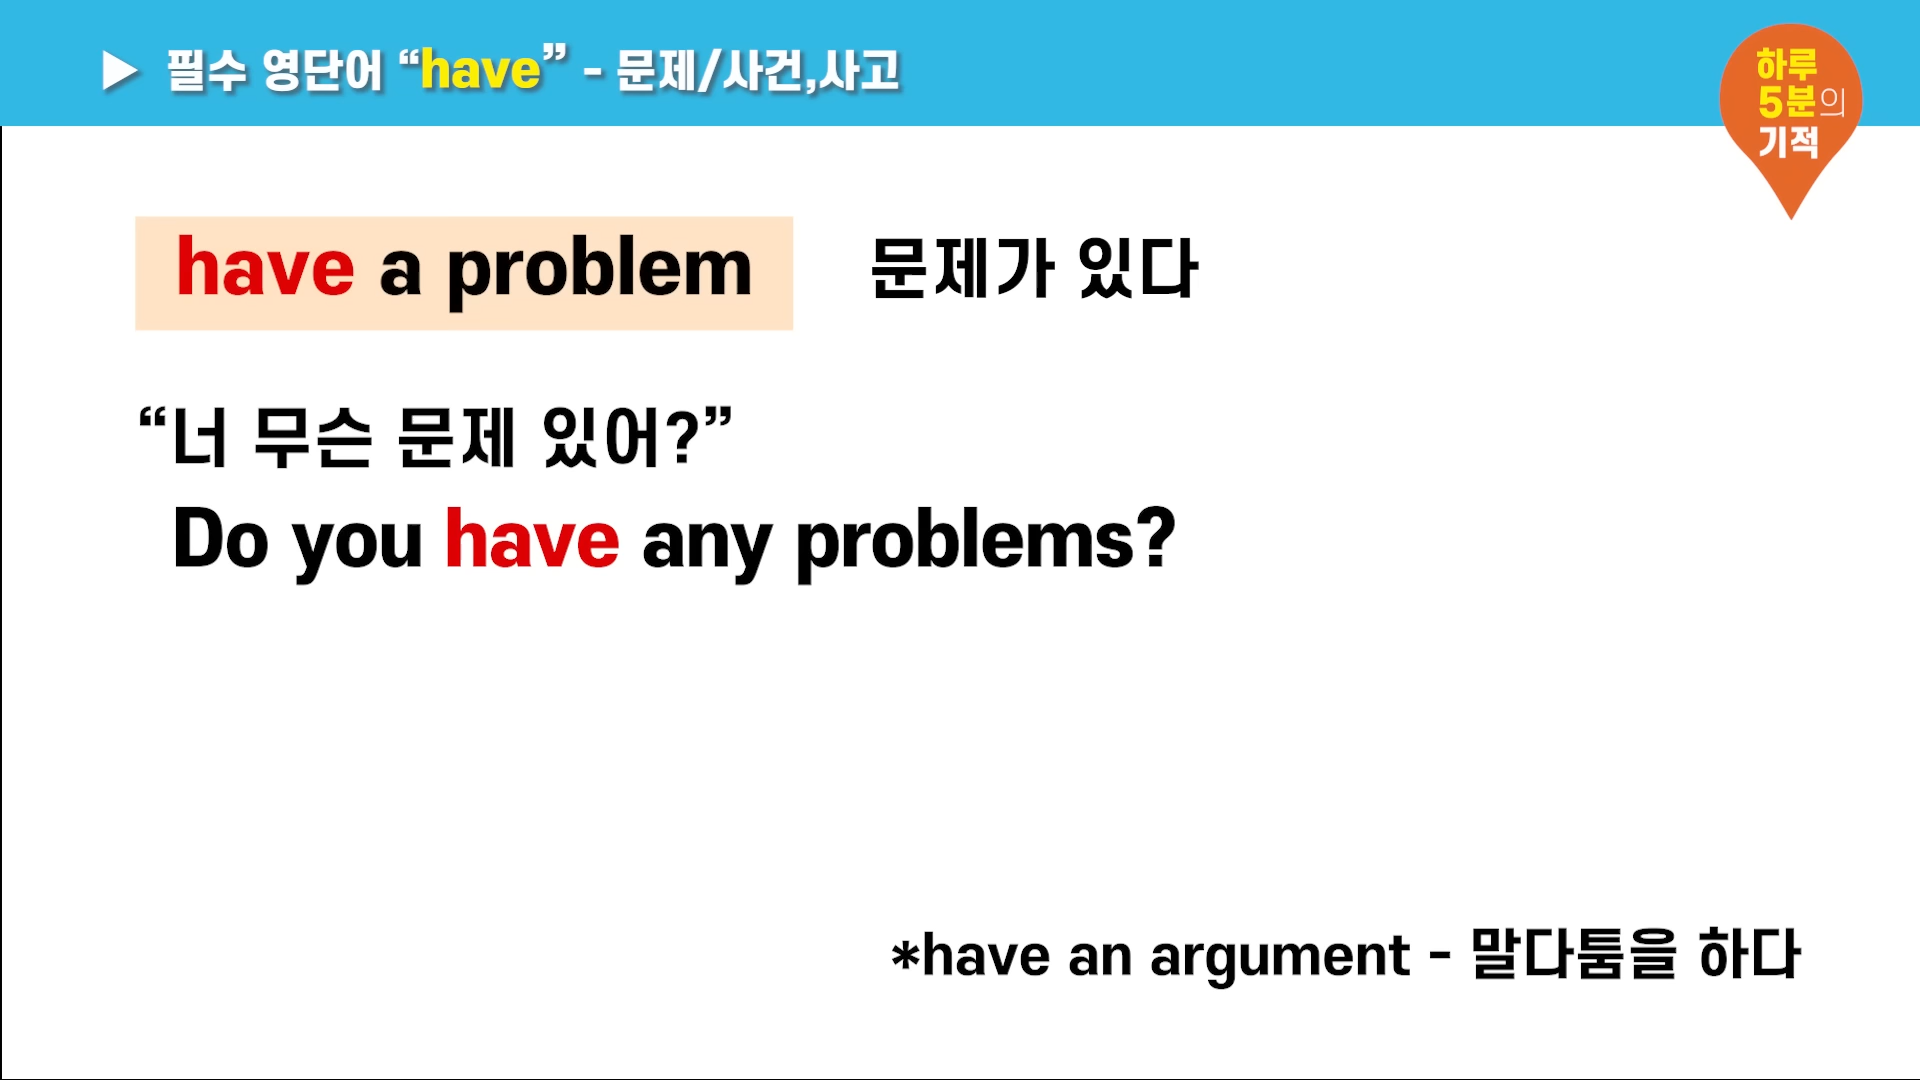 ▶ 필수 영단어 “have” - 문제/사건,사고
하루
5분의
기적
have a problem 문제가 있다
“너 무슨 문제 있어?”
Do you have any problems?
*have an argument - 말다툼을 하다